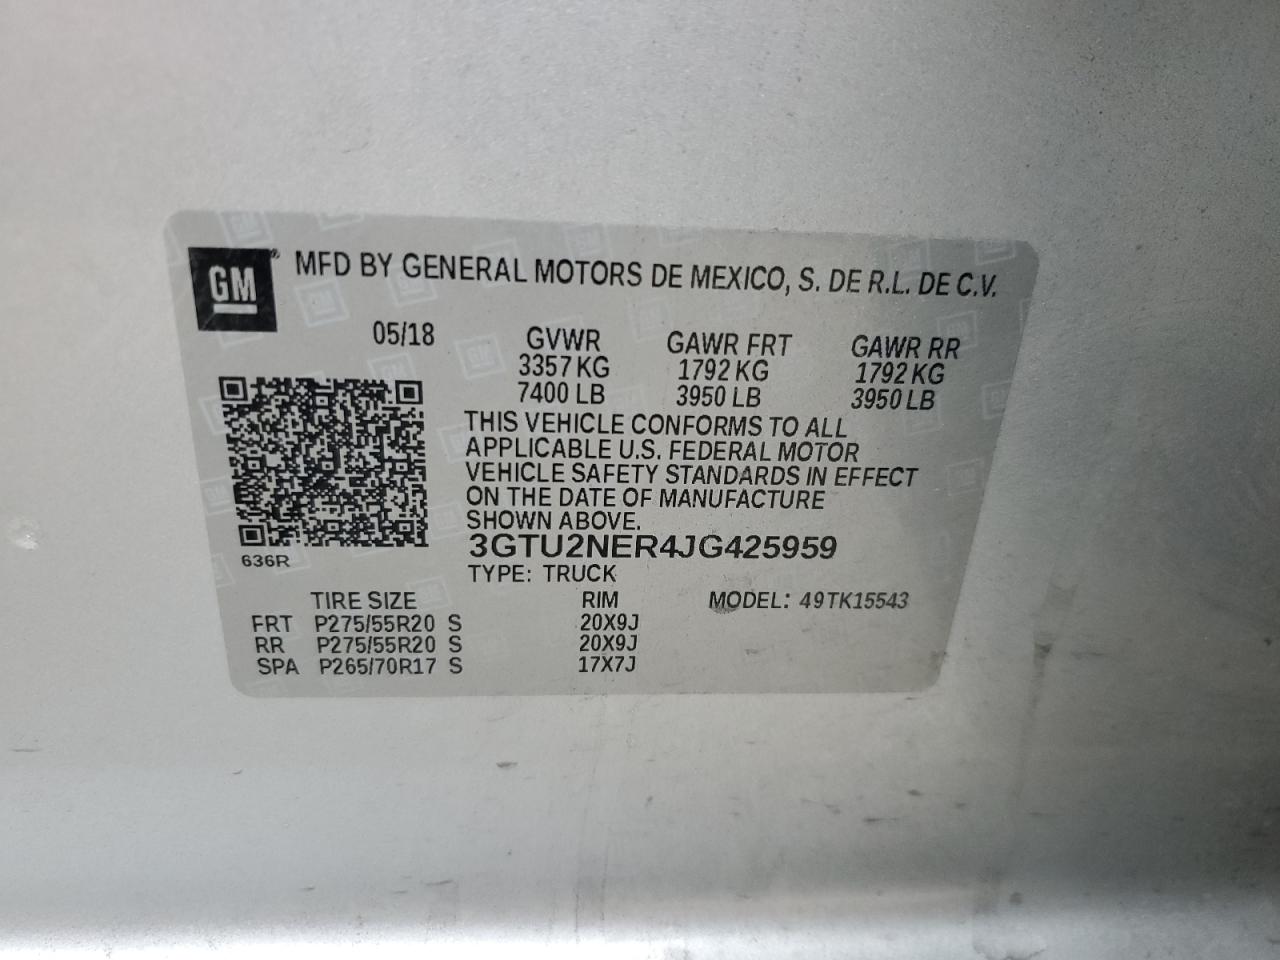 GM ® MFD BY GENERAL MOTORS DE MEXICO, S. DE R.L. DE C.V.
05/18 GVWR GAWR FRT GAWR RR
3357 KG 1792 KG 1792 KG
7400 LB 3950 LB 3950 LB
THIS VEHICLE CONFORMS TO ALL
APPLICABLE U.S. FEDERAL MOTOR
VEHICLE SAFETY STANDARDS IN EFFECT
ON THE DATE OF MANUFACTURE
SHOWN ABOVE.
3GTU2NER4JG425959
636R
TYPE: TRUCK
TIRE SIZE RIM MODEL: 49TK15543
FRT P275/55R20 S 20X9J
RR P275/55R20 S 20X9J
SPA P265/70R17 S 17X7J